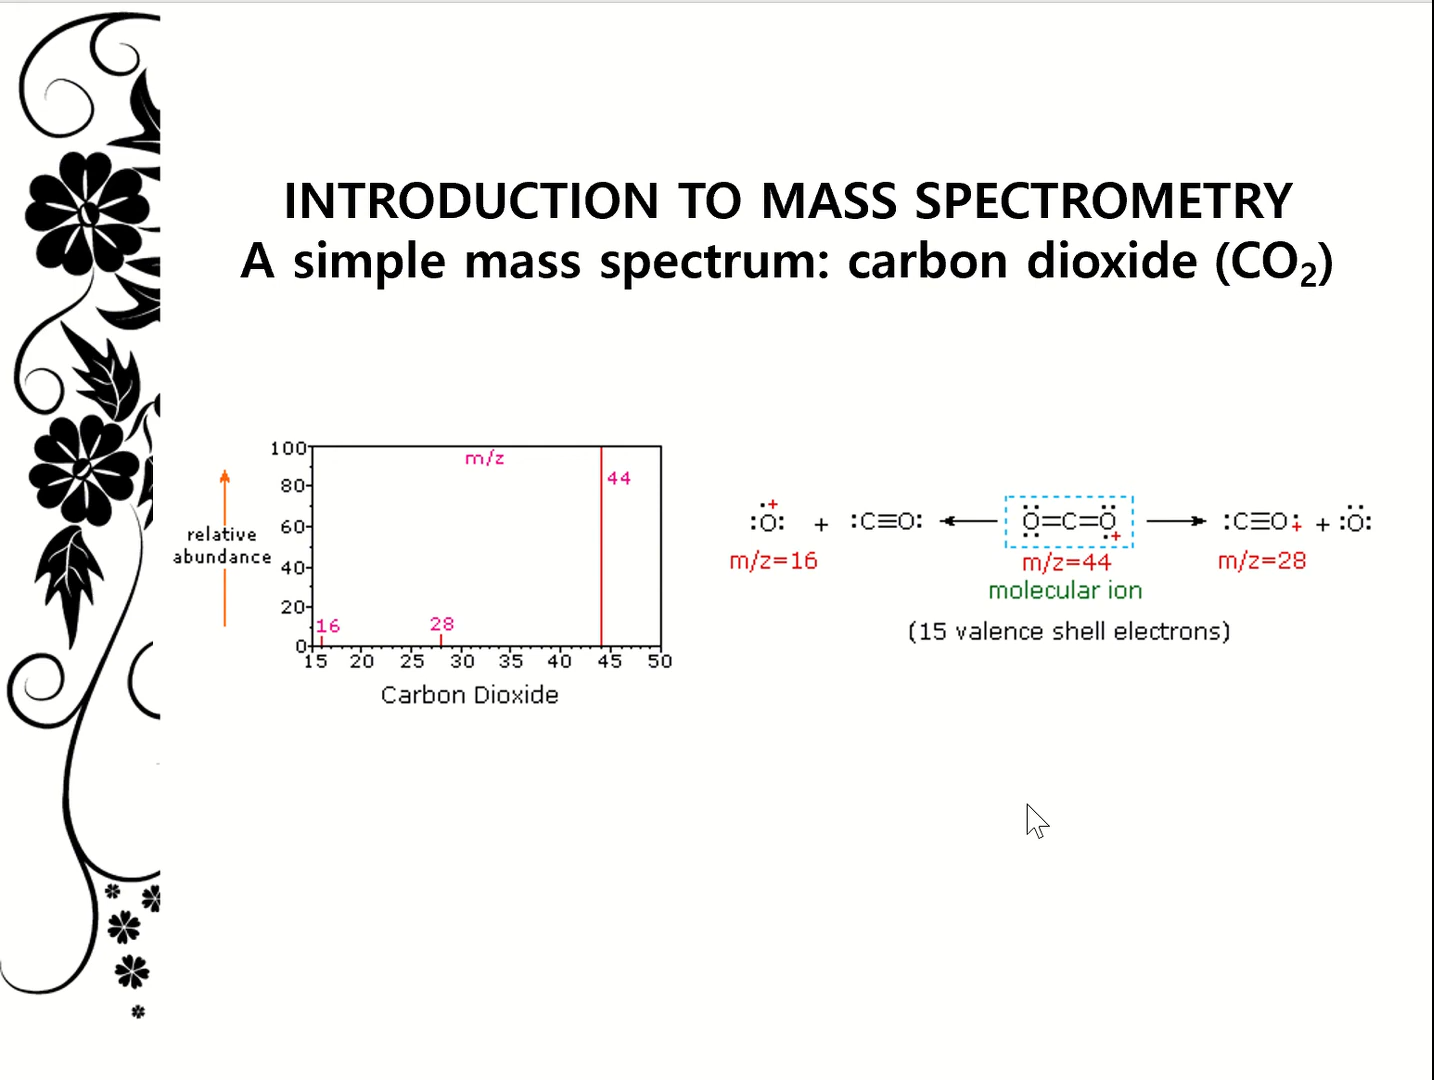 INTRODUCTION TO MASS SPECTROMETRY
A simple mass spectrum: carbon dioxide (CO₂)
100
80
60
40
20
0
relative
abundance
m/z
44
16
28
15 20 25 30 35 40 45 50
Carbon Dioxide
:Ö:+ + :C≡O: Ö=C=Ö+ :C≡O:+ + :Ö:
m/z=16 m/z=44 m/z=28
molecular ion
(15 valence shell electrons)